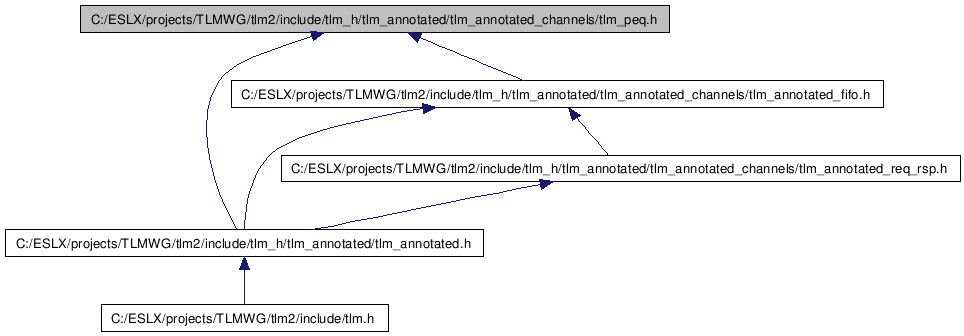 C:/ESLX/projects/TLMWG/tlm2/include/tlm_h/tlm_annotated/tlm_annotated_channels/tlm_peq.h
C:/ESLX/projects/TLMWG/tlm2/include/tlm_h/tlm_annotated/tlm_annotated_channels/tlm_annotated_fifo.h
C:/ESLX/projects/TLMWG/tlm2/include/tlm_h/tlm_annotated/tlm_annotated_channels/tlm_annotated_req_rsp.h
C:/ESLX/projects/TLMWG/tlm2/include/tlm_h/tlm_annotated/tlm_annotated.h
C:/ESLX/projects/TLMWG/tlm2/include/tlm.h